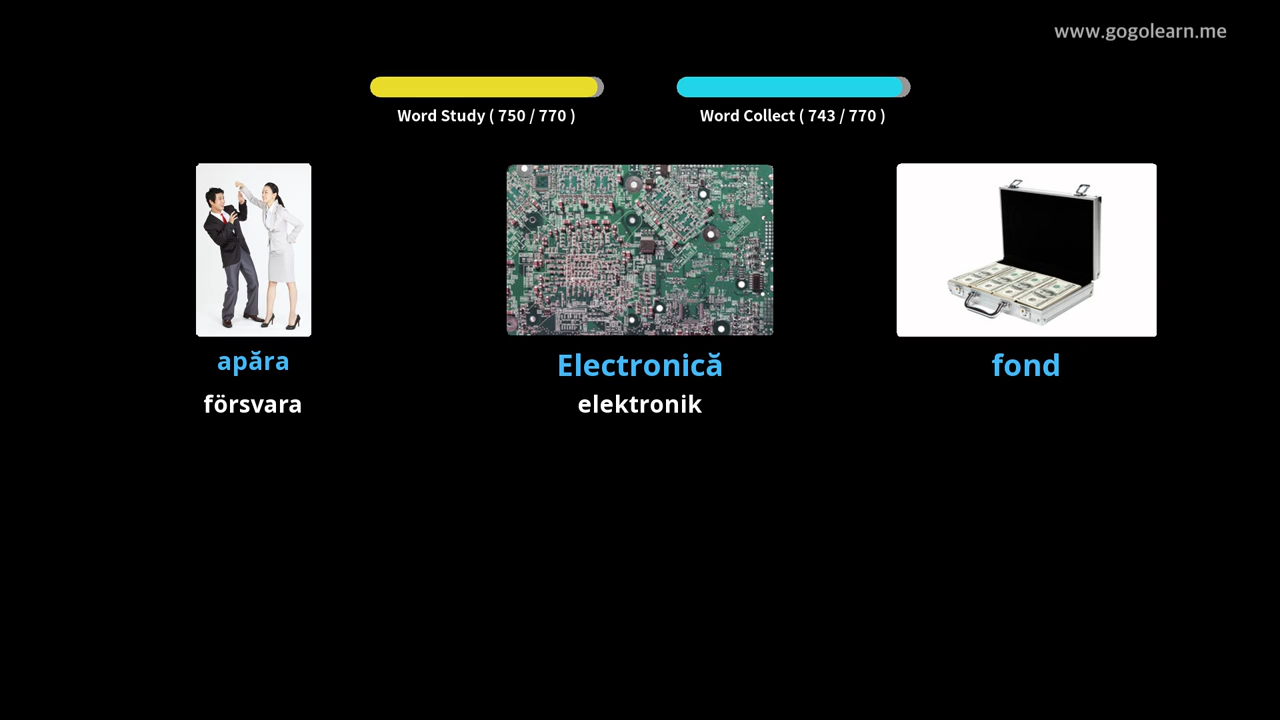 www.gogolearn.me
Word Study ( 750 / 770 )
Word Collect ( 743 / 770 )
apăra
Electronică
fond
försvara
elektronik